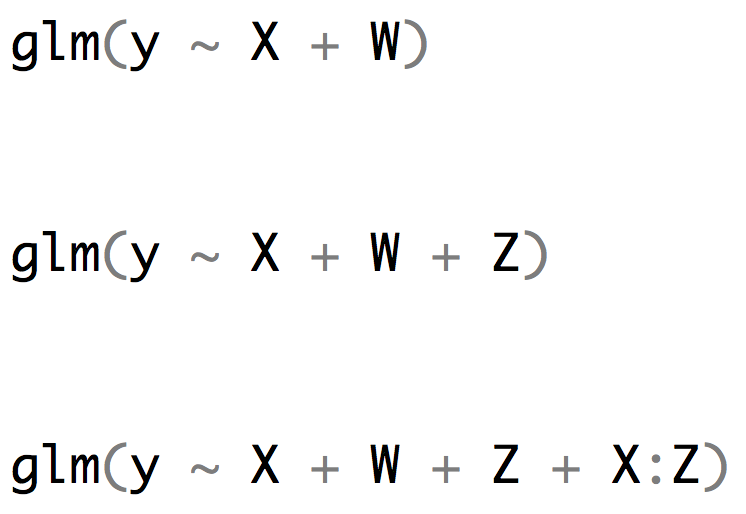 glm(y ~ X + W)
glm(y ~ X + W + Z)
glm(y ~ X + W + Z + X:Z)